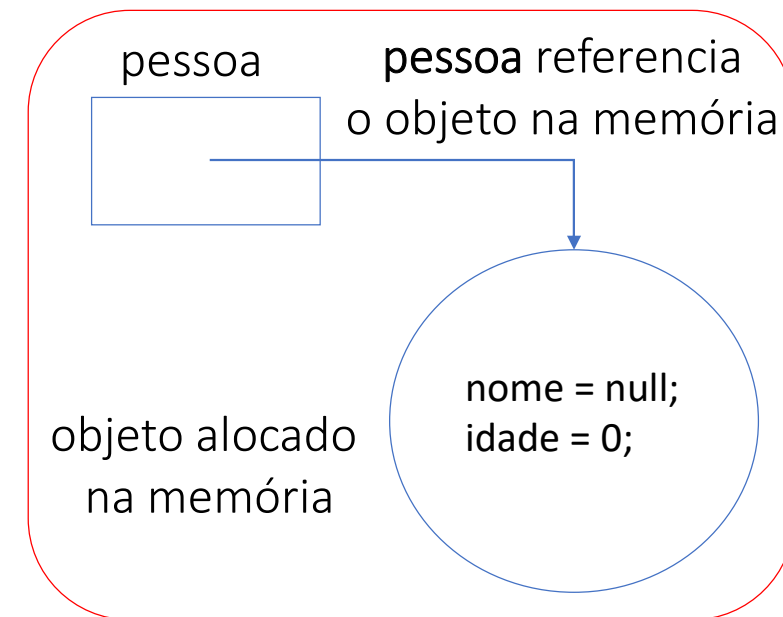 pessoa
pessoa referencia
o objeto na memória
nome = null;
idade = 0;
objeto alocado
na memória